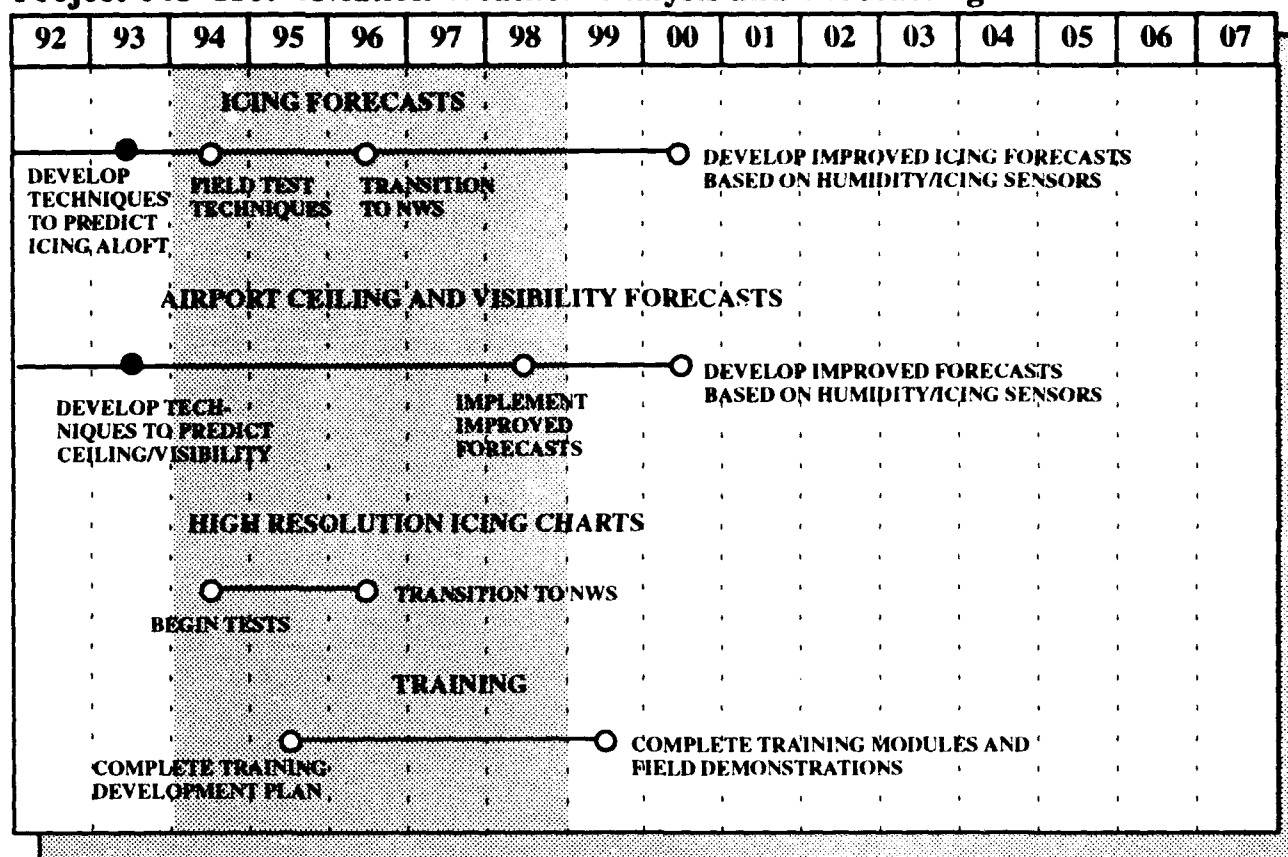 92 93 94 95 96 97 98 99 00 01 02 03 04 05 06 07
ICING FORECASTS
DEVELOP
TECHNIQUES
TO PREDICT
ICING ALOFT
FIELD TEST
TECHNIQUES
TRANSITION
TO NWS
DEVELOP IMPROVED ICING FORECASTS
BASED ON HUMIDITY/ICING SENSORS
AIRPORT CEILING AND VISIBILITY FORECASTS
DEVELOP TECH-
NIQUES TO PREDICT
CEILING/VISIBILITY
IMPLEMENT
IMPROVED
FORECASTS
DEVELOP IMPROVED FORECASTS
BASED ON HUMIDITY/ICING SENSORS
HIGH RESOLUTION ICING CHARTS
BEGIN TESTS
TRANSITION TO NWS
TRAINING
COMPLETE TRAINING
DEVELOPMENT PLAN
COMPLETE TRAINING MODULES AND
FIELD DEMONSTRATIONS